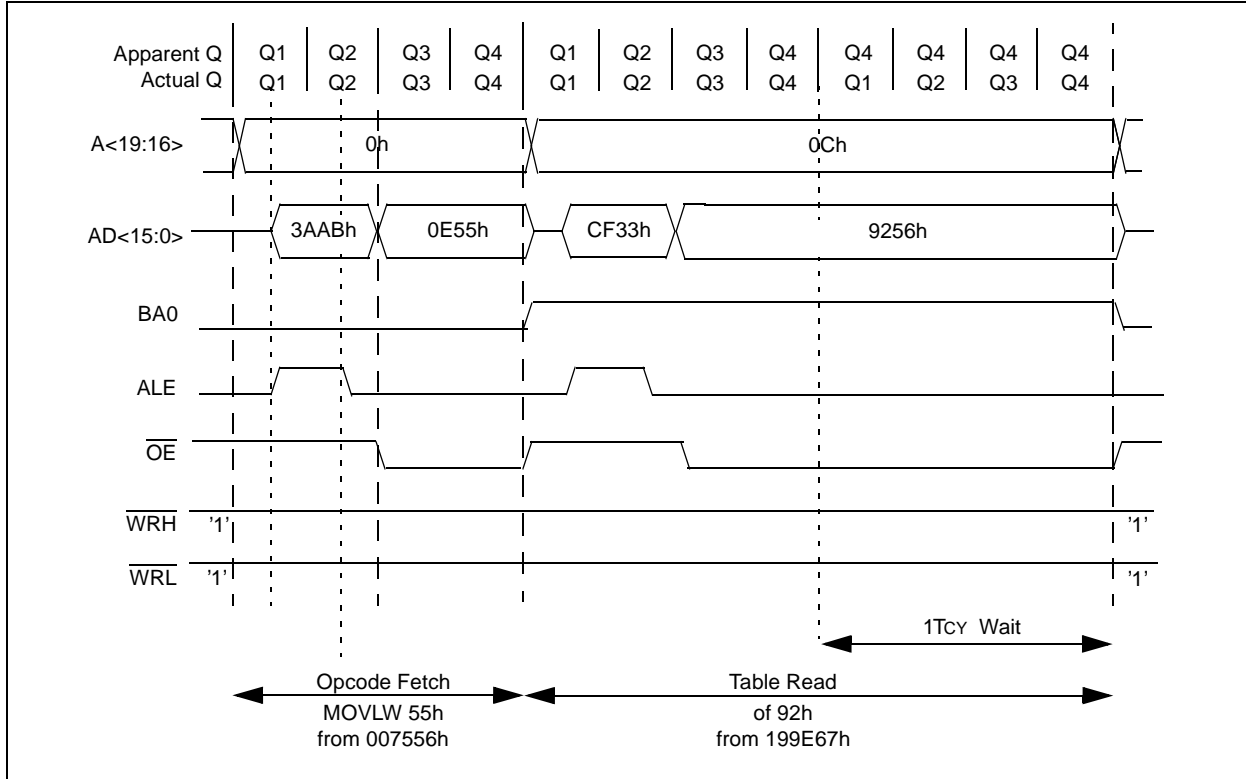 Apparent Q Q1 Q2 Q3 Q4 Q1 Q2 Q3 Q4 Q4 Q4 Q4 Q4
Actual Q Q1 Q2 Q3 Q4 Q1 Q2 Q3 Q4 Q1 Q2 Q3 Q4
A<19:16> 0h 0Ch
AD<15:0> 3AABh 0E55h CF33h 9256h
BA0
ALE
OE
WRH '1' '1'
WRL '1' '1'
1TCY Wait
Opcode Fetch Table Read
MOVLW 55h of 92h
from 007556h from 199E67h